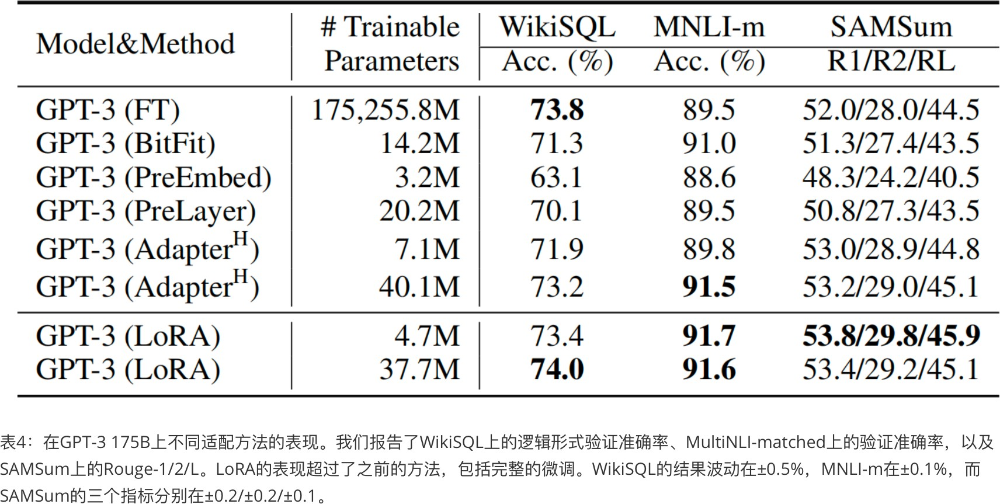 Model&Method # Trainable Parameters WikiSQL MNLI-m SAMSum
Acc. (%) Acc. (%) R1/R2/RL
GPT-3 (FT) 175,255.8M 73.8 89.5 52.0/28.0/44.5
GPT-3 (BitFit) 14.2M 71.3 91.0 51.3/27.4/43.5
GPT-3 (PreEmbed) 3.2M 63.1 88.6 48.3/24.2/40.5
GPT-3 (PreLayer) 20.2M 70.1 89.5 50.8/27.3/43.5
GPT-3 (Adapter^H) 7.1M 71.9 89.8 53.0/28.9/44.8
GPT-3 (Adapter^H) 40.1M 73.2 91.5 53.2/29.0/45.1
GPT-3 (LoRA) 4.7M 73.4 91.7 53.8/29.8/45.9
GPT-3 (LoRA) 37.7M 74.0 91.6 53.4/29.2/45.1
表4：在GPT-3 175B上不同适配方法的表现。我们报告了WikiSQL上的逻辑形式验证准确率、MultiNLI-matched上的验证准确率，以及
SAMSum上的Rouge-1/2/L。LoRA的表现超过了之前的方法，包括完整的微调。WikiSQL的结果波动在±0.5%，MNLI-m在±0.1%，而
SAMSum的三个指标分别在±0.2/±0.2/±0.1。